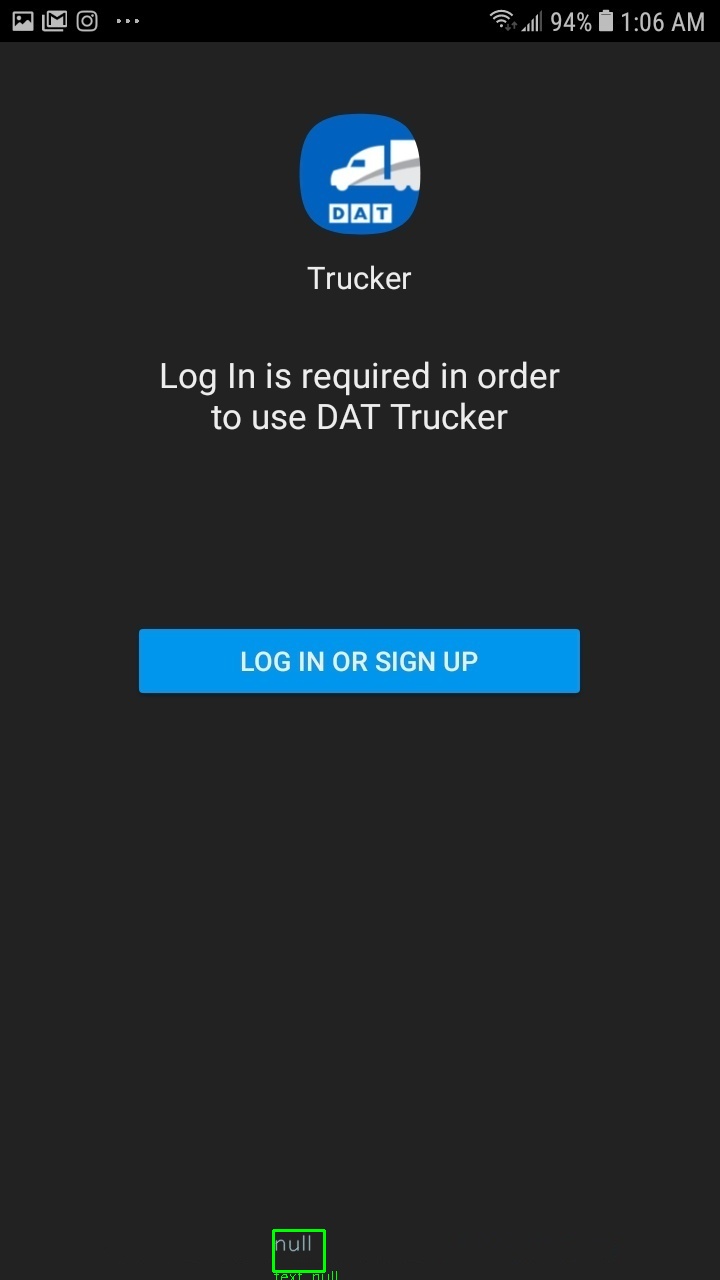 94% 1:06 AM
DAT
Trucker
Log In is required in order
to use DAT Trucker
LOG IN OR SIGN UP
null
text_null